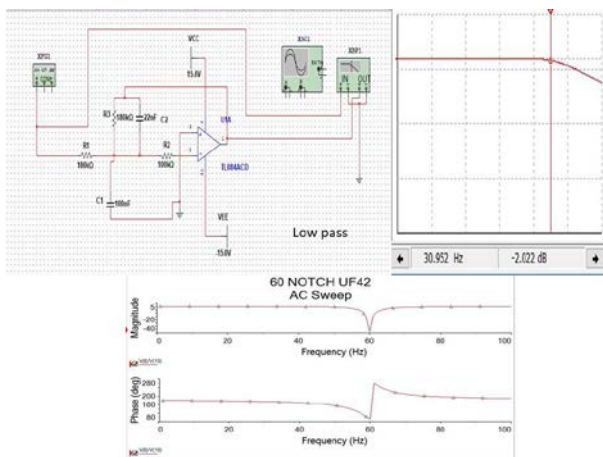 XFG1
VCC
15.0V
XSC1
XBP1
IN OUT
R3
180kΩ
22nF
C2
U1A
R1
180kΩ
R2
100kΩ
TL084ACD
C1
100nF
VEE
-15.0V
Low pass
30.952 Hz
-2.022 dB
60 NOTCH UF42
AC Sweep
Magnitude
5
-20
-40
0 20 40 60 80 100
Frequency (Hz)
Phase (deg)
280
200
160
80
0 20 40 60 80 100
Frequency (Hz)